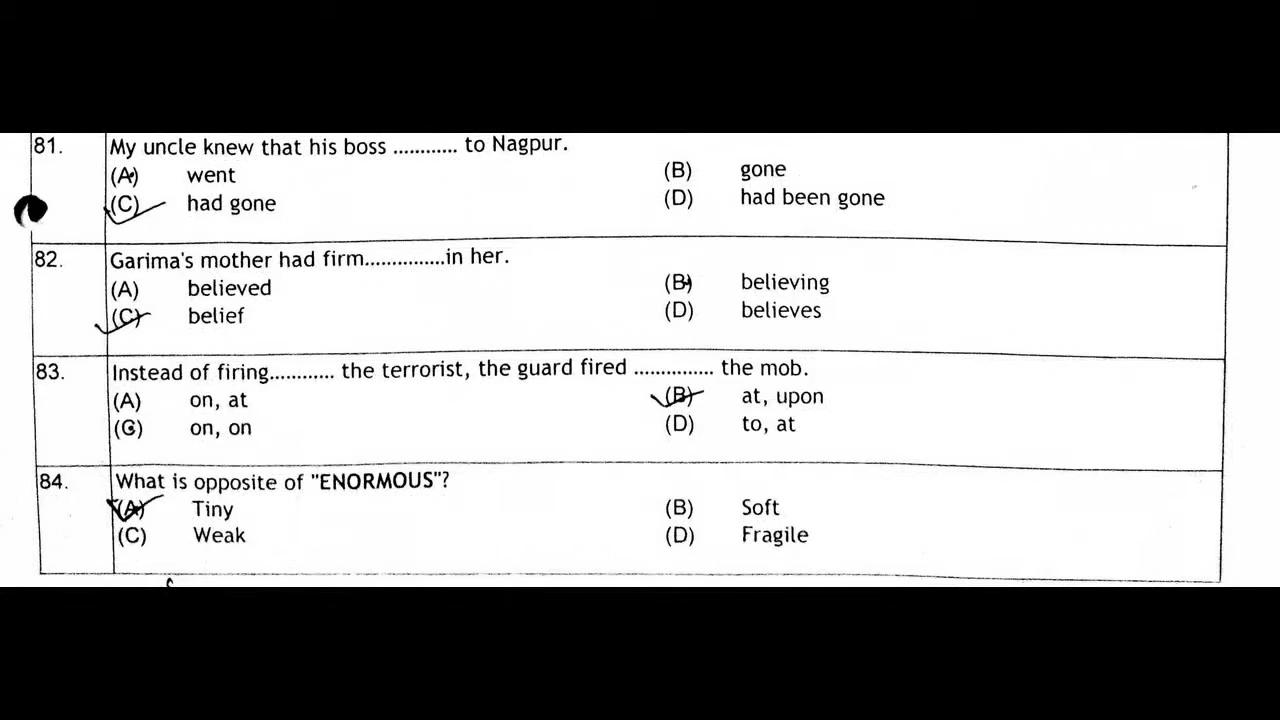 81. My uncle knew that his boss ............ to Nagpur.
(A) went (B) gone
(C) had gone (D) had been gone
82. Garima's mother had firm...............in her.
(A) believed (B) believing
(C) belief (D) believes
83. Instead of firing............ the terrorist, the guard fired ............... the mob.
(A) on, at (B) at, upon
(C) on, on (D) to, at
84. What is opposite of "ENORMOUS"?
(A) Tiny (B) Soft
(C) Weak (D) Fragile